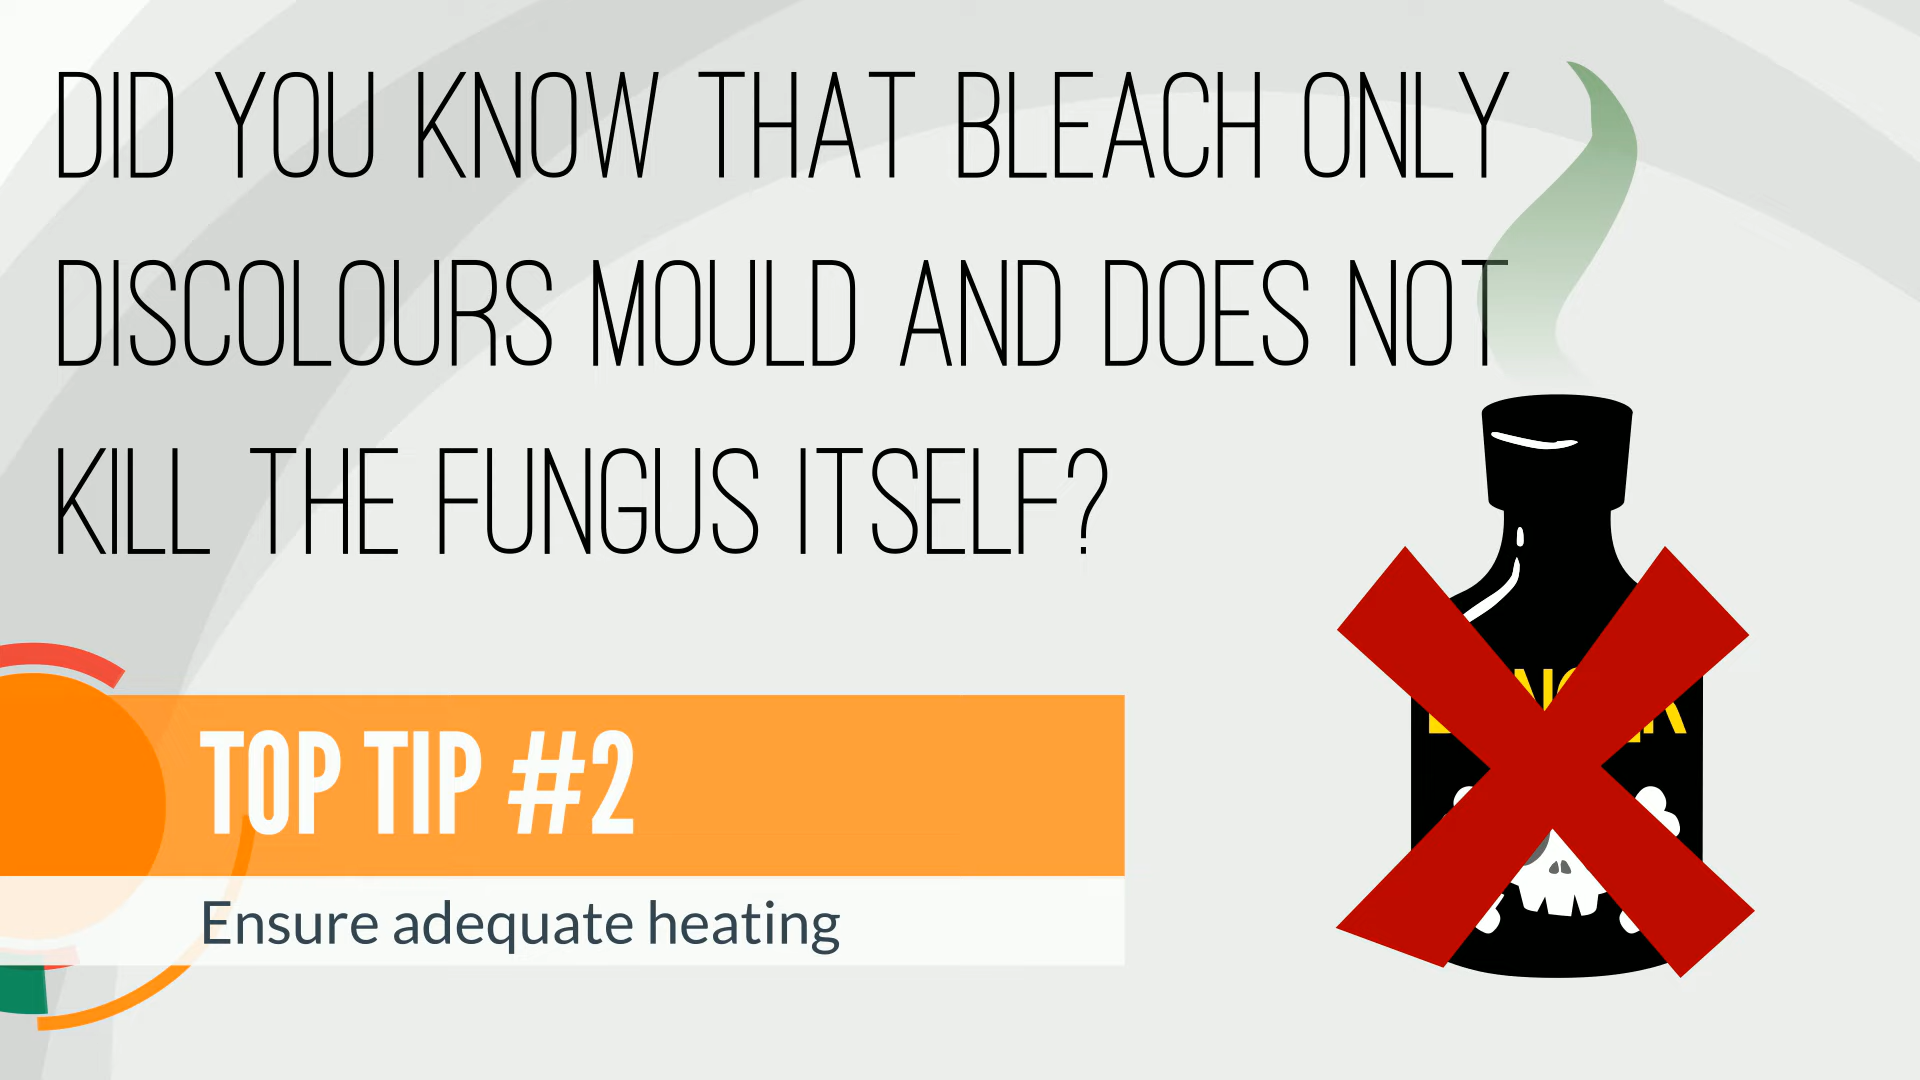 DID YOU KNOW THAT BLEACH ONLY
DISCOLOURS MOULD AND DOES NOT
KILL THE FUNGUS ITSELF?
TOP TIP #2
Ensure adequate heating